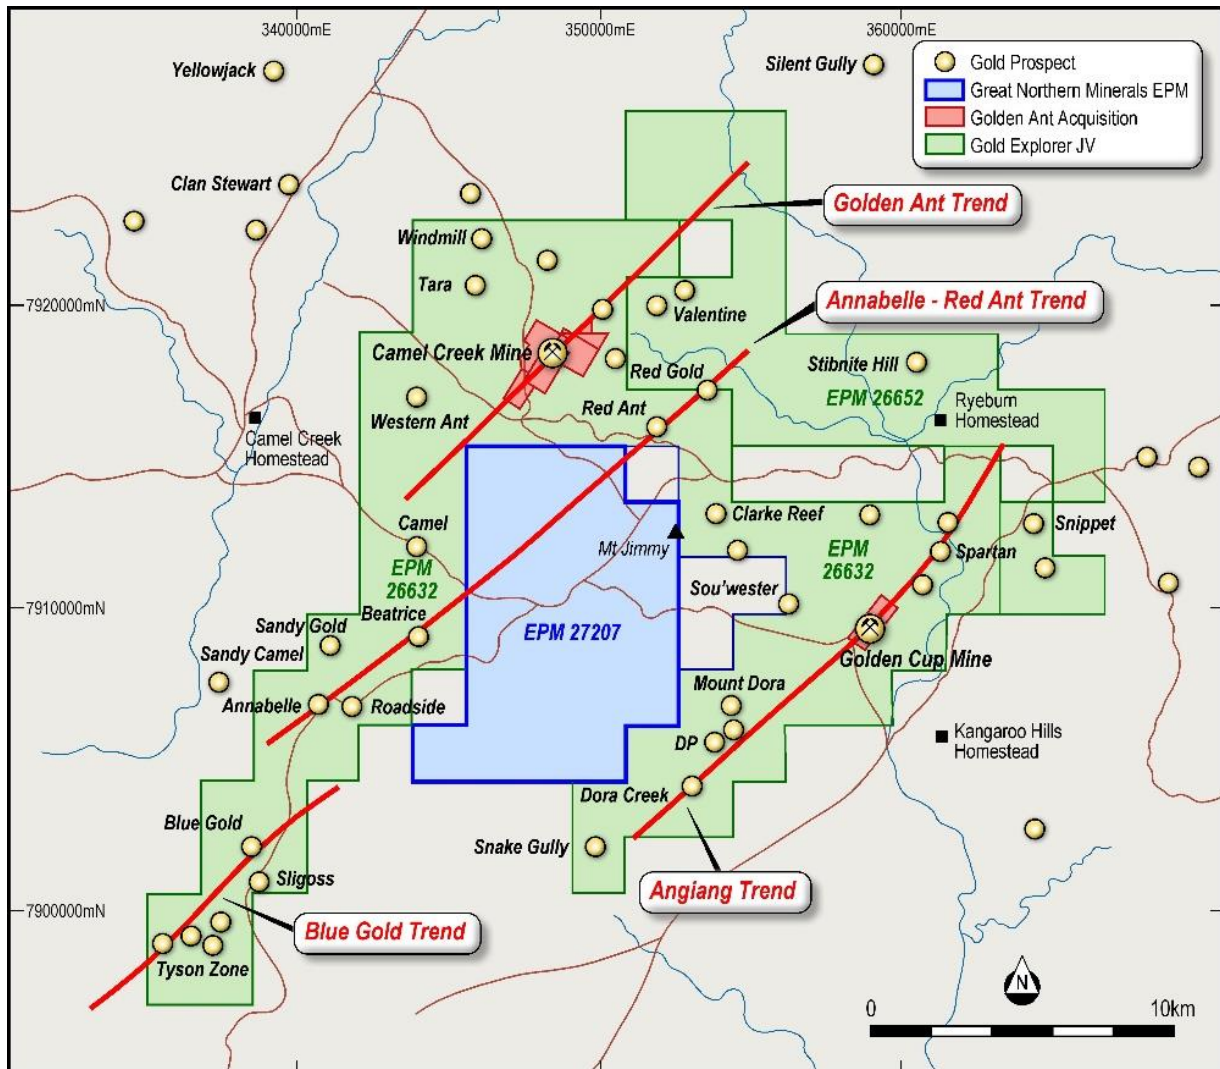 340000mE
350000mE
360000mE
Yellowjack
Silent Gully
Gold Prospect
Great Northern Minerals EPM
Golden Ant Acquisition
Gold Explorer JV
Clan Stewart
Golden Ant Trend
Windmill
Tara
Annabelle - Red Ant Trend
7920000mN
Valentine
Camel Creek Mine
Red Gold
Stibnite Hill
EPM 26652
Western Ant
Red Ant
Ryeburn
Homestead
Camel Creek
Homestead
Camel
Clarke Reef
Snippet
Mt Jimmy
EPM
26632
EPM
26632
Spartan
Sou'wester
7910000mN
Beatrice
Sandy Gold
EPM 27207
Sandy Camel
Golden Cup Mine
Annabelle
Roadside
Mount Dora
DP
Kangaroo Hills
Homestead
Dora Creek
Blue Gold
Snake Gully
Sligoss
Angiang Trend
7900000mN
Blue Gold Trend
Tyson Zone
N
0
10km